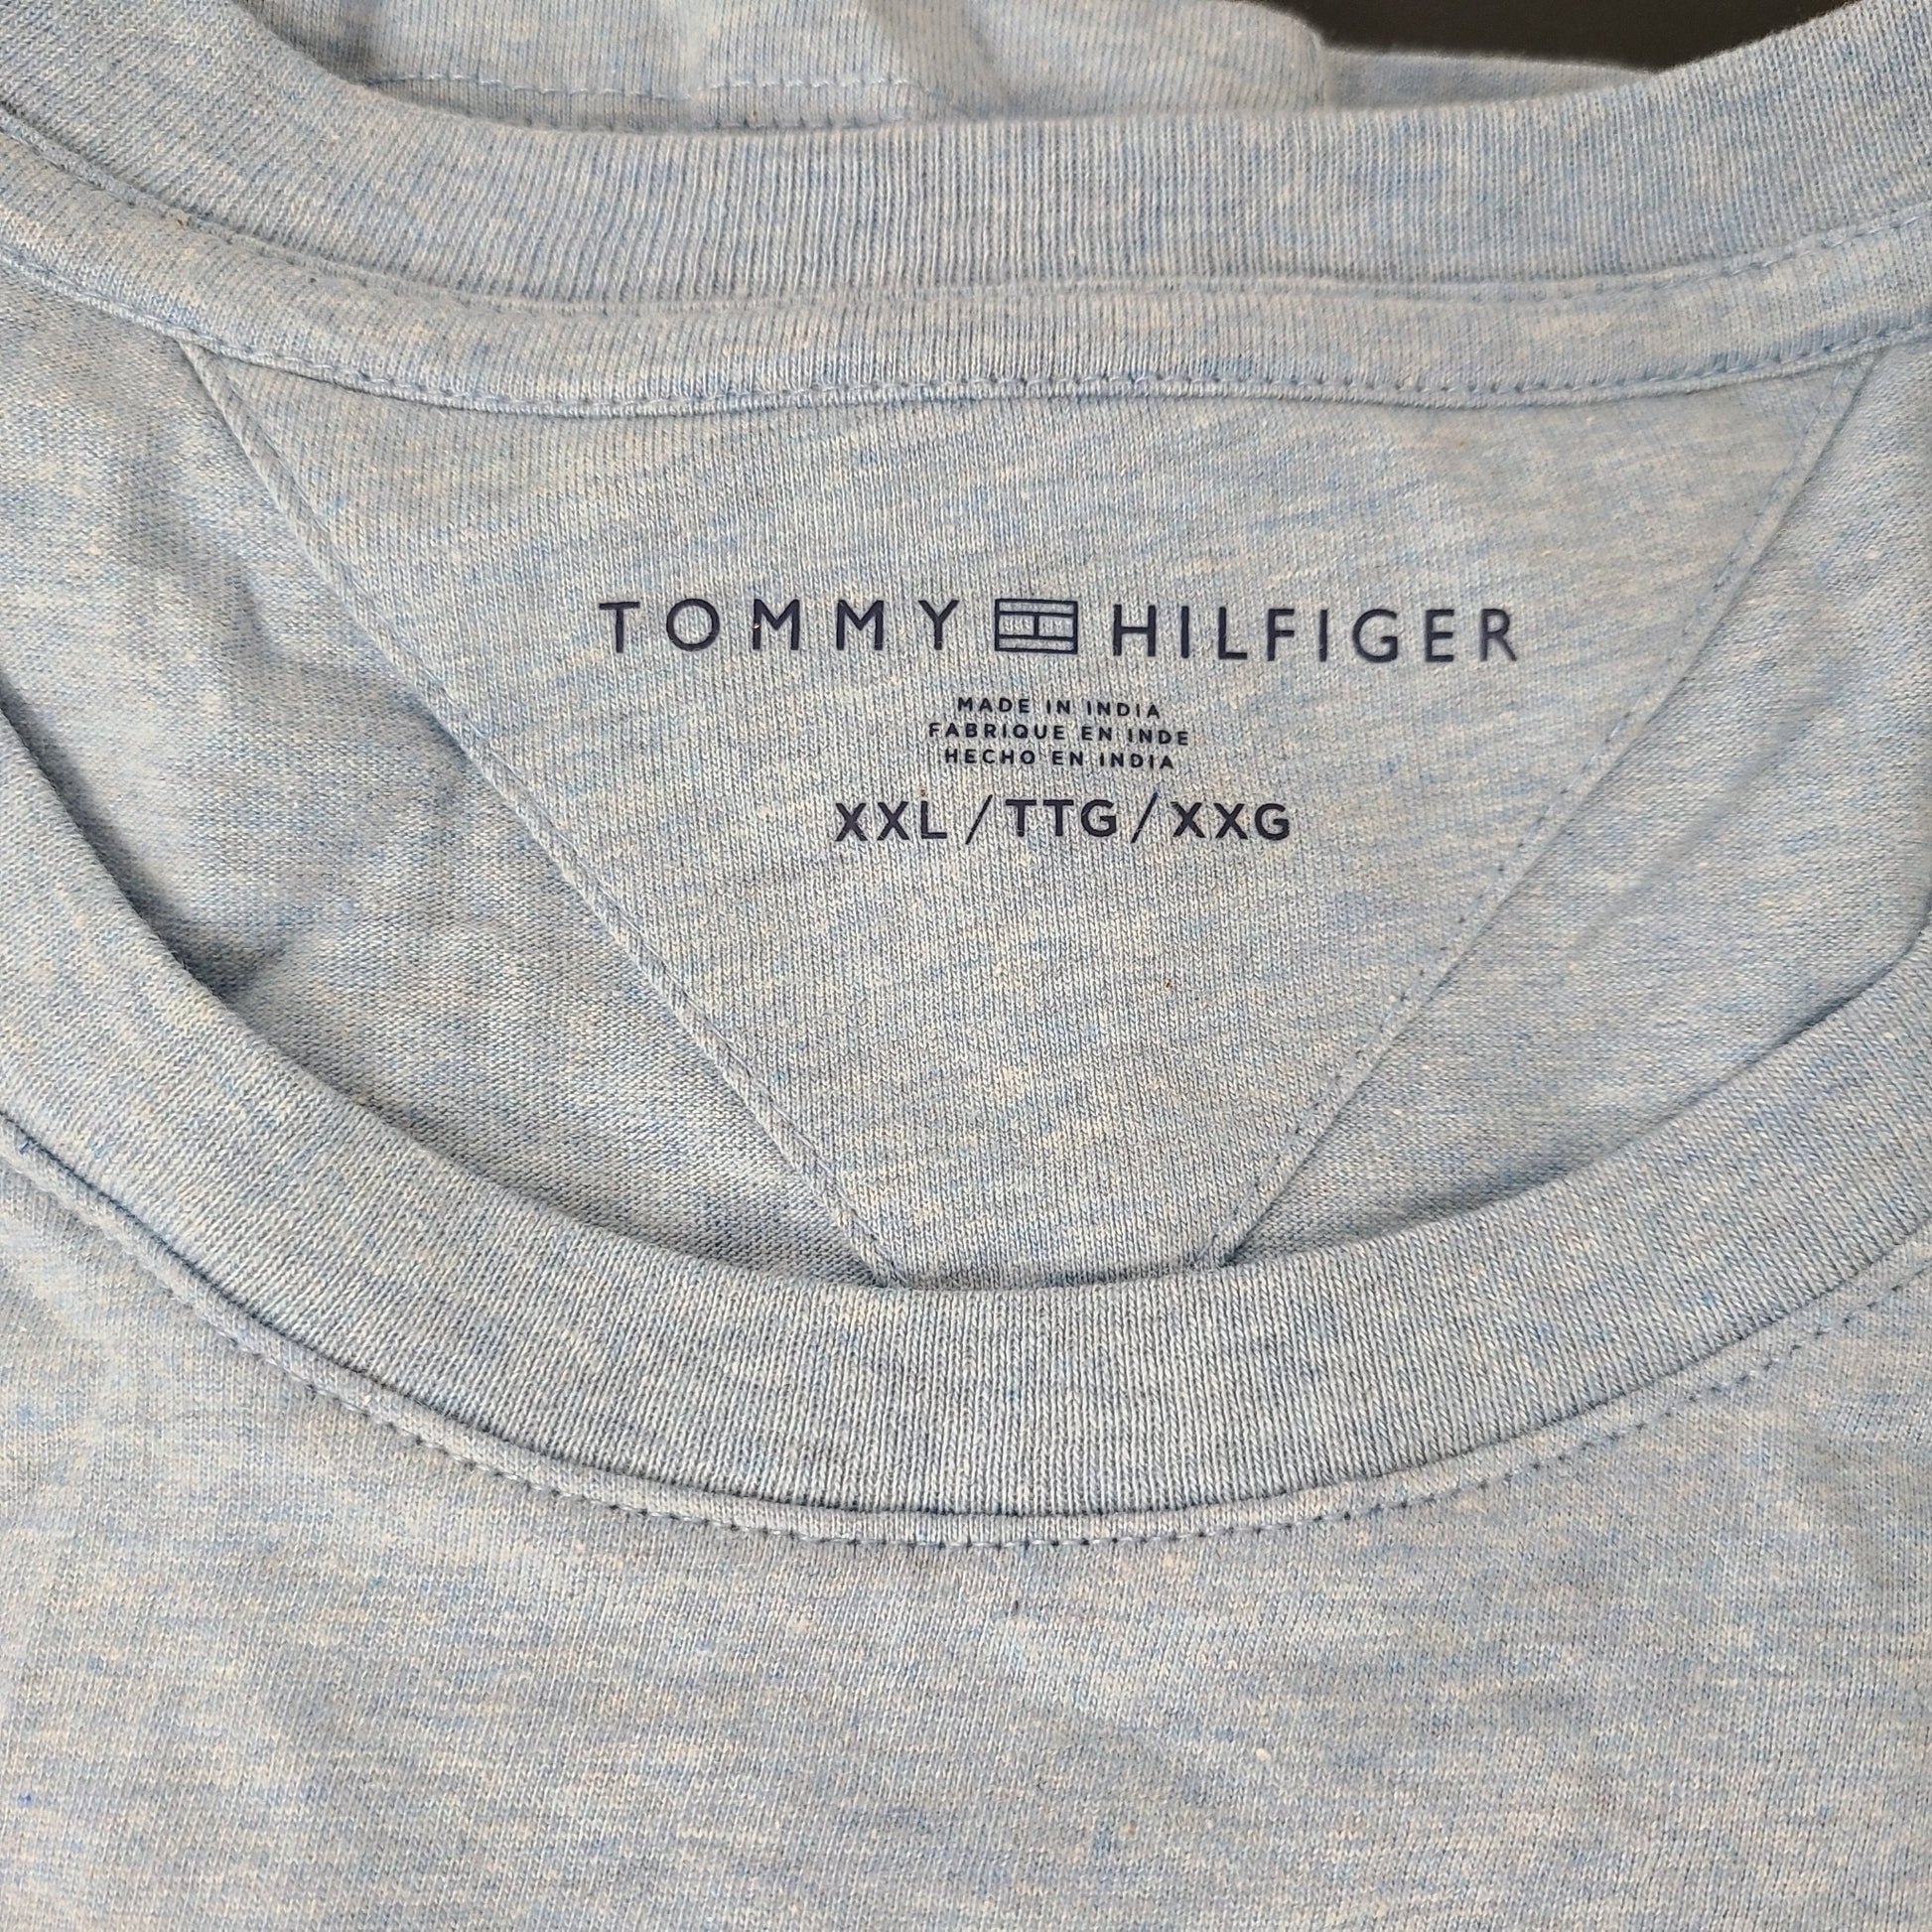 TOMMY HILFIGER
MADE IN INDIA
FABRIQUE EN INDE
HECHO EN INDIA
XXL/TTG/XXG